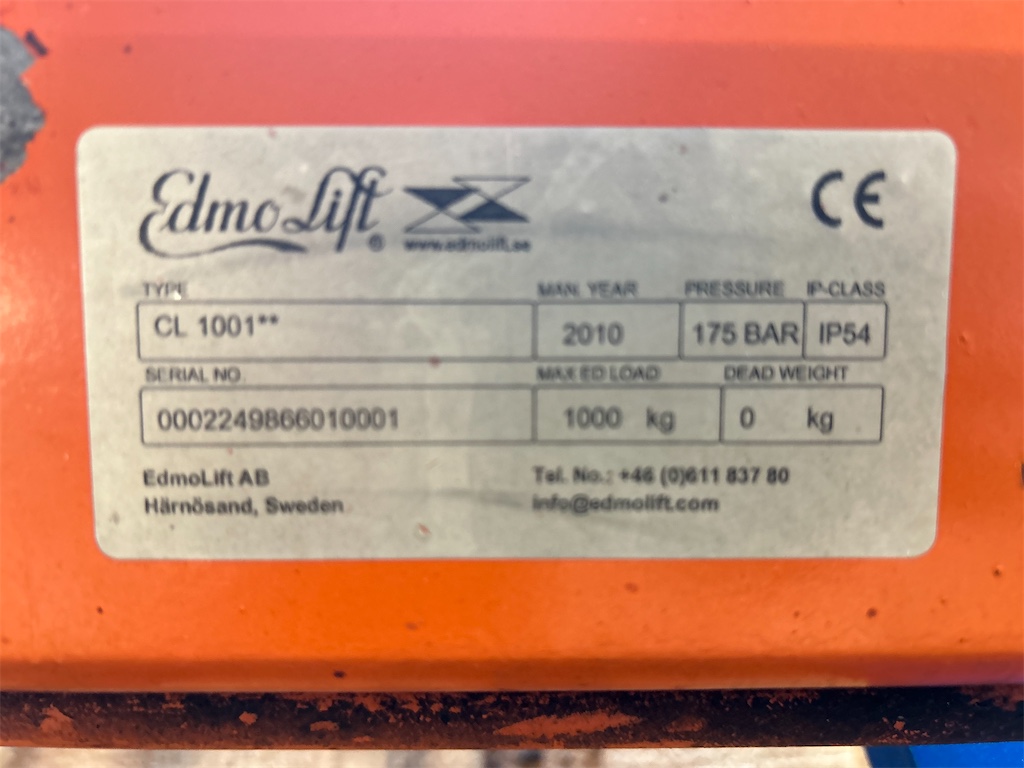 EdmoLift®
www.edmolift.se
CE
TYPE MAN. YEAR PRESSURE IP-CLASS
CL 1001** 2010 175 BAR IP54
SERIAL NO. MAX ED LOAD DEAD WEIGHT
0002249866010001 1000 kg 0 kg
EdmoLift AB Tel. No.: +46 (0)611 837 80
Härnösand, Sweden info@edmolift.com